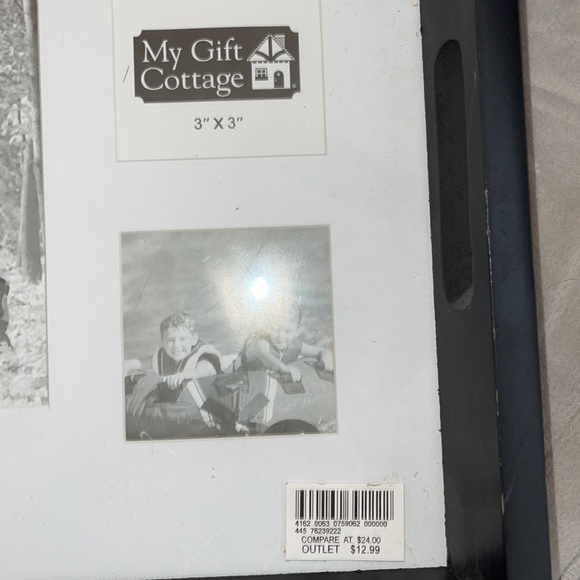 My Gift
Cottage
3" X 3"
4162 0063 0759062 000000
445 76239222
COMPARE AT $24.00
OUTLET $12.99